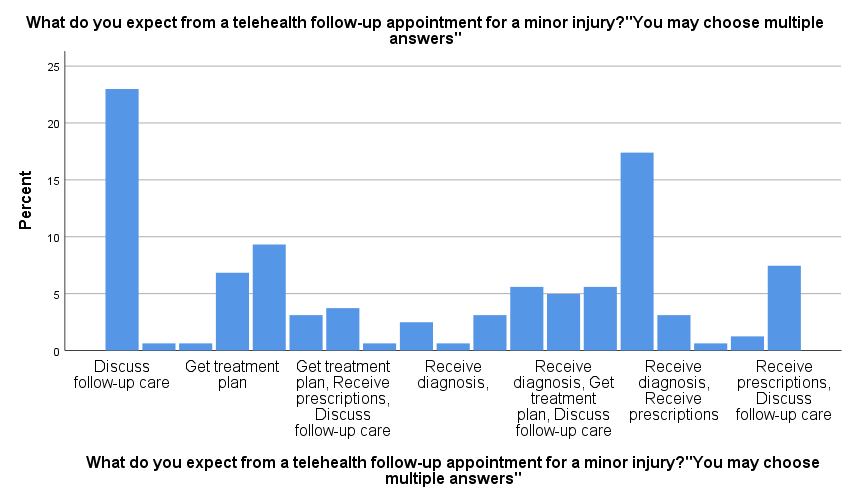 What do you expect from a telehealth follow-up appointment for a minor injury?"You may choose multiple
answers"
25
20
15
10
5
0
Percent
Discuss
follow-up care
Get treatment
plan
Get treatment
plan, Receive
prescriptions,
Discuss
follow-up care
Receive
diagnosis,
Receive
diagnosis, Get
treatment
plan, Discuss
follow-up care
Receive
diagnosis,
Receive
prescriptions
Receive
prescriptions,
Discuss
follow-up care
What do you expect from a telehealth follow-up appointment for a minor injury?"You may choose
multiple answers"